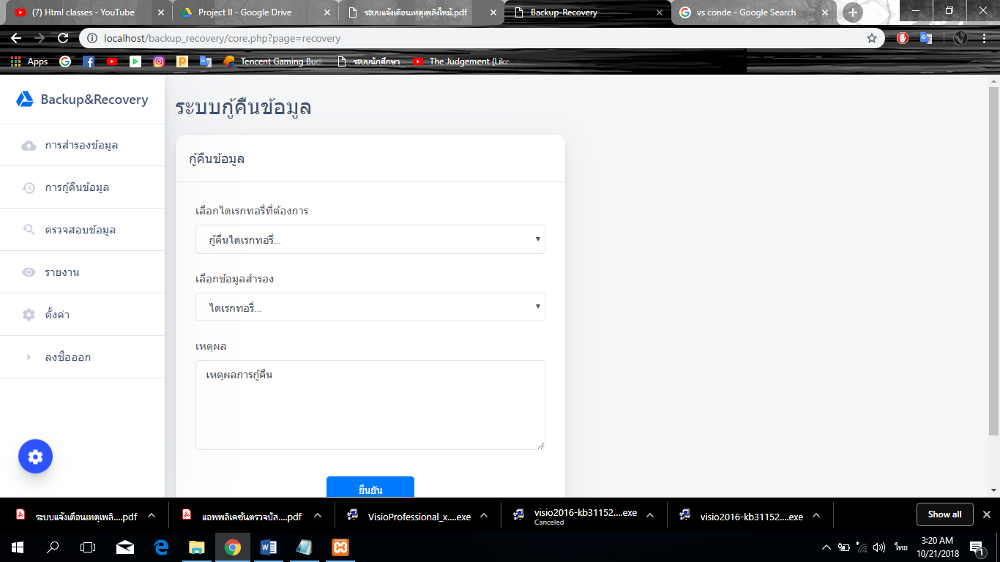 (7) Html classes - YouTube
Project II - Google Drive
ระบบแจ้งเตือนเหตุเพลิงไหม้.pdf
Backup-Recovery
vs conde - Google Search
localhost/backup_recovery/core.php?page=recovery
Apps
Tencent Gaming Bud
ระบบนักศึกษา
The Judgement (Like
Backup&Recovery
การสำรองข้อมูล
การกู้คืนข้อมูล
ตรวจสอบข้อมูล
รายงาน
ตั้งค่า
ลงชื่อออก
ระบบกู้คืนข้อมูล
กู้คืนข้อมูล
เลือกไดเรกทอรี่ที่ต้องการ
กู้คืนไดเรกทอรี่...
เลือกข้อมูลสำรอง
ไดเรกทอรี่...
เหตุผล
เหตุผลการกู้คืน
ยืนยัน
ระบบแจ้งเตือนเหตุเพลิ....pdf
แอพพลิเคชันตรวจบัส....pdf
VisioProfessional_x....exe
visio2016-kb31152....exe
Canceled
visio2016-kb31152....exe
Show all
ไทย
3:20 AM
10/21/2018
1